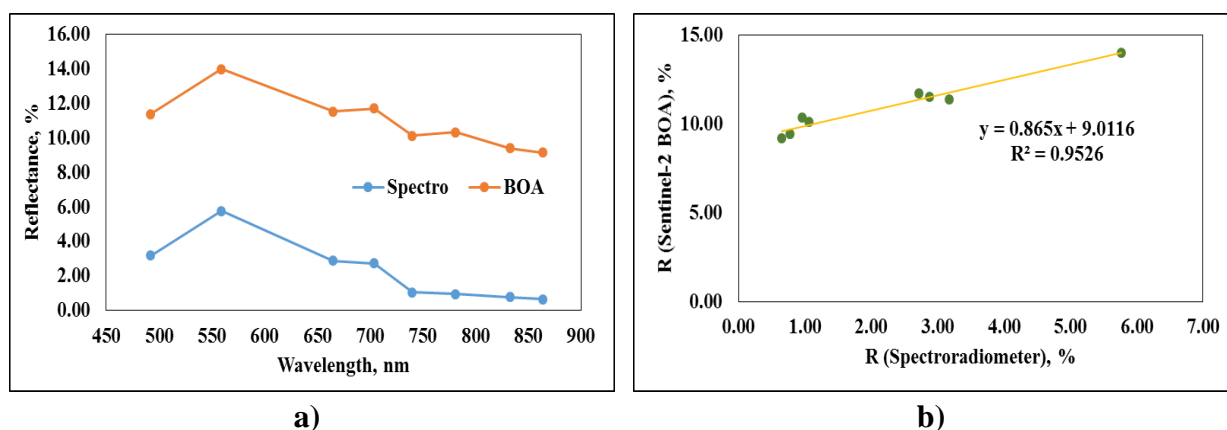 16.00
14.00
12.00
10.00
8.00
6.00
4.00
2.00
0.00
Reflectance, %
Spectro BOA
450 500 550 600 650 700 750 800 850 900
Wavelength, nm
a)
15.00
10.00
5.00
0.00
R (Sentinel-2 BOA), %
y = 0.865x + 9.0116
R² = 0.9526
0.00 1.00 2.00 3.00 4.00 5.00 6.00 7.00
R (Spectroradiometer), %
b)